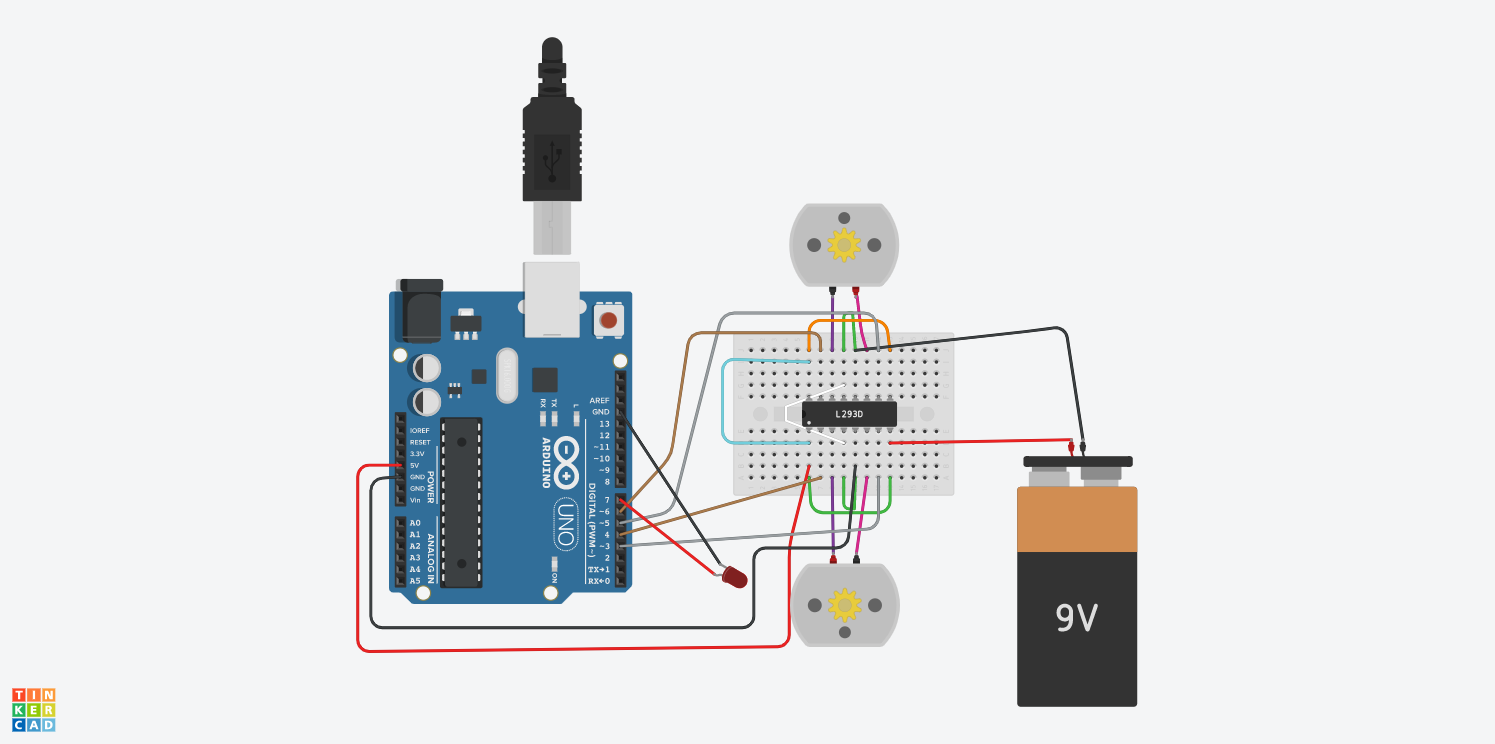 AREF
GND
13
12
~11
~10
~9
8
7
~6
~5
4
~3
2
TX→1
RX←0
DIGITAL (PWM~)
IOREF
RESET
3.3V
5V
GND
GND
Vin
POWER
A0
A1
A2
A3
A4
A5
ANALOG IN
RX
TX
L
ARDUINO
UNO
ON
L293D
9V
TIN
KER
CAD